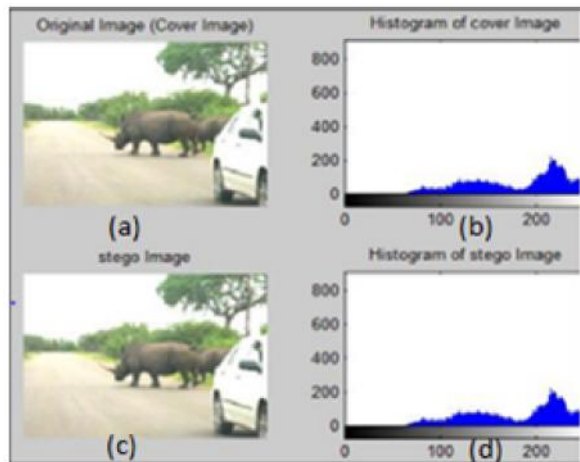 Original Image (Cover Image)
Histogram of cover Image
800
600
400
200
0
0
100
200
(a)
(b)
stego Image
Histogram of stego Image
800
600
400
200
0
0
100
200
(c)
(d)